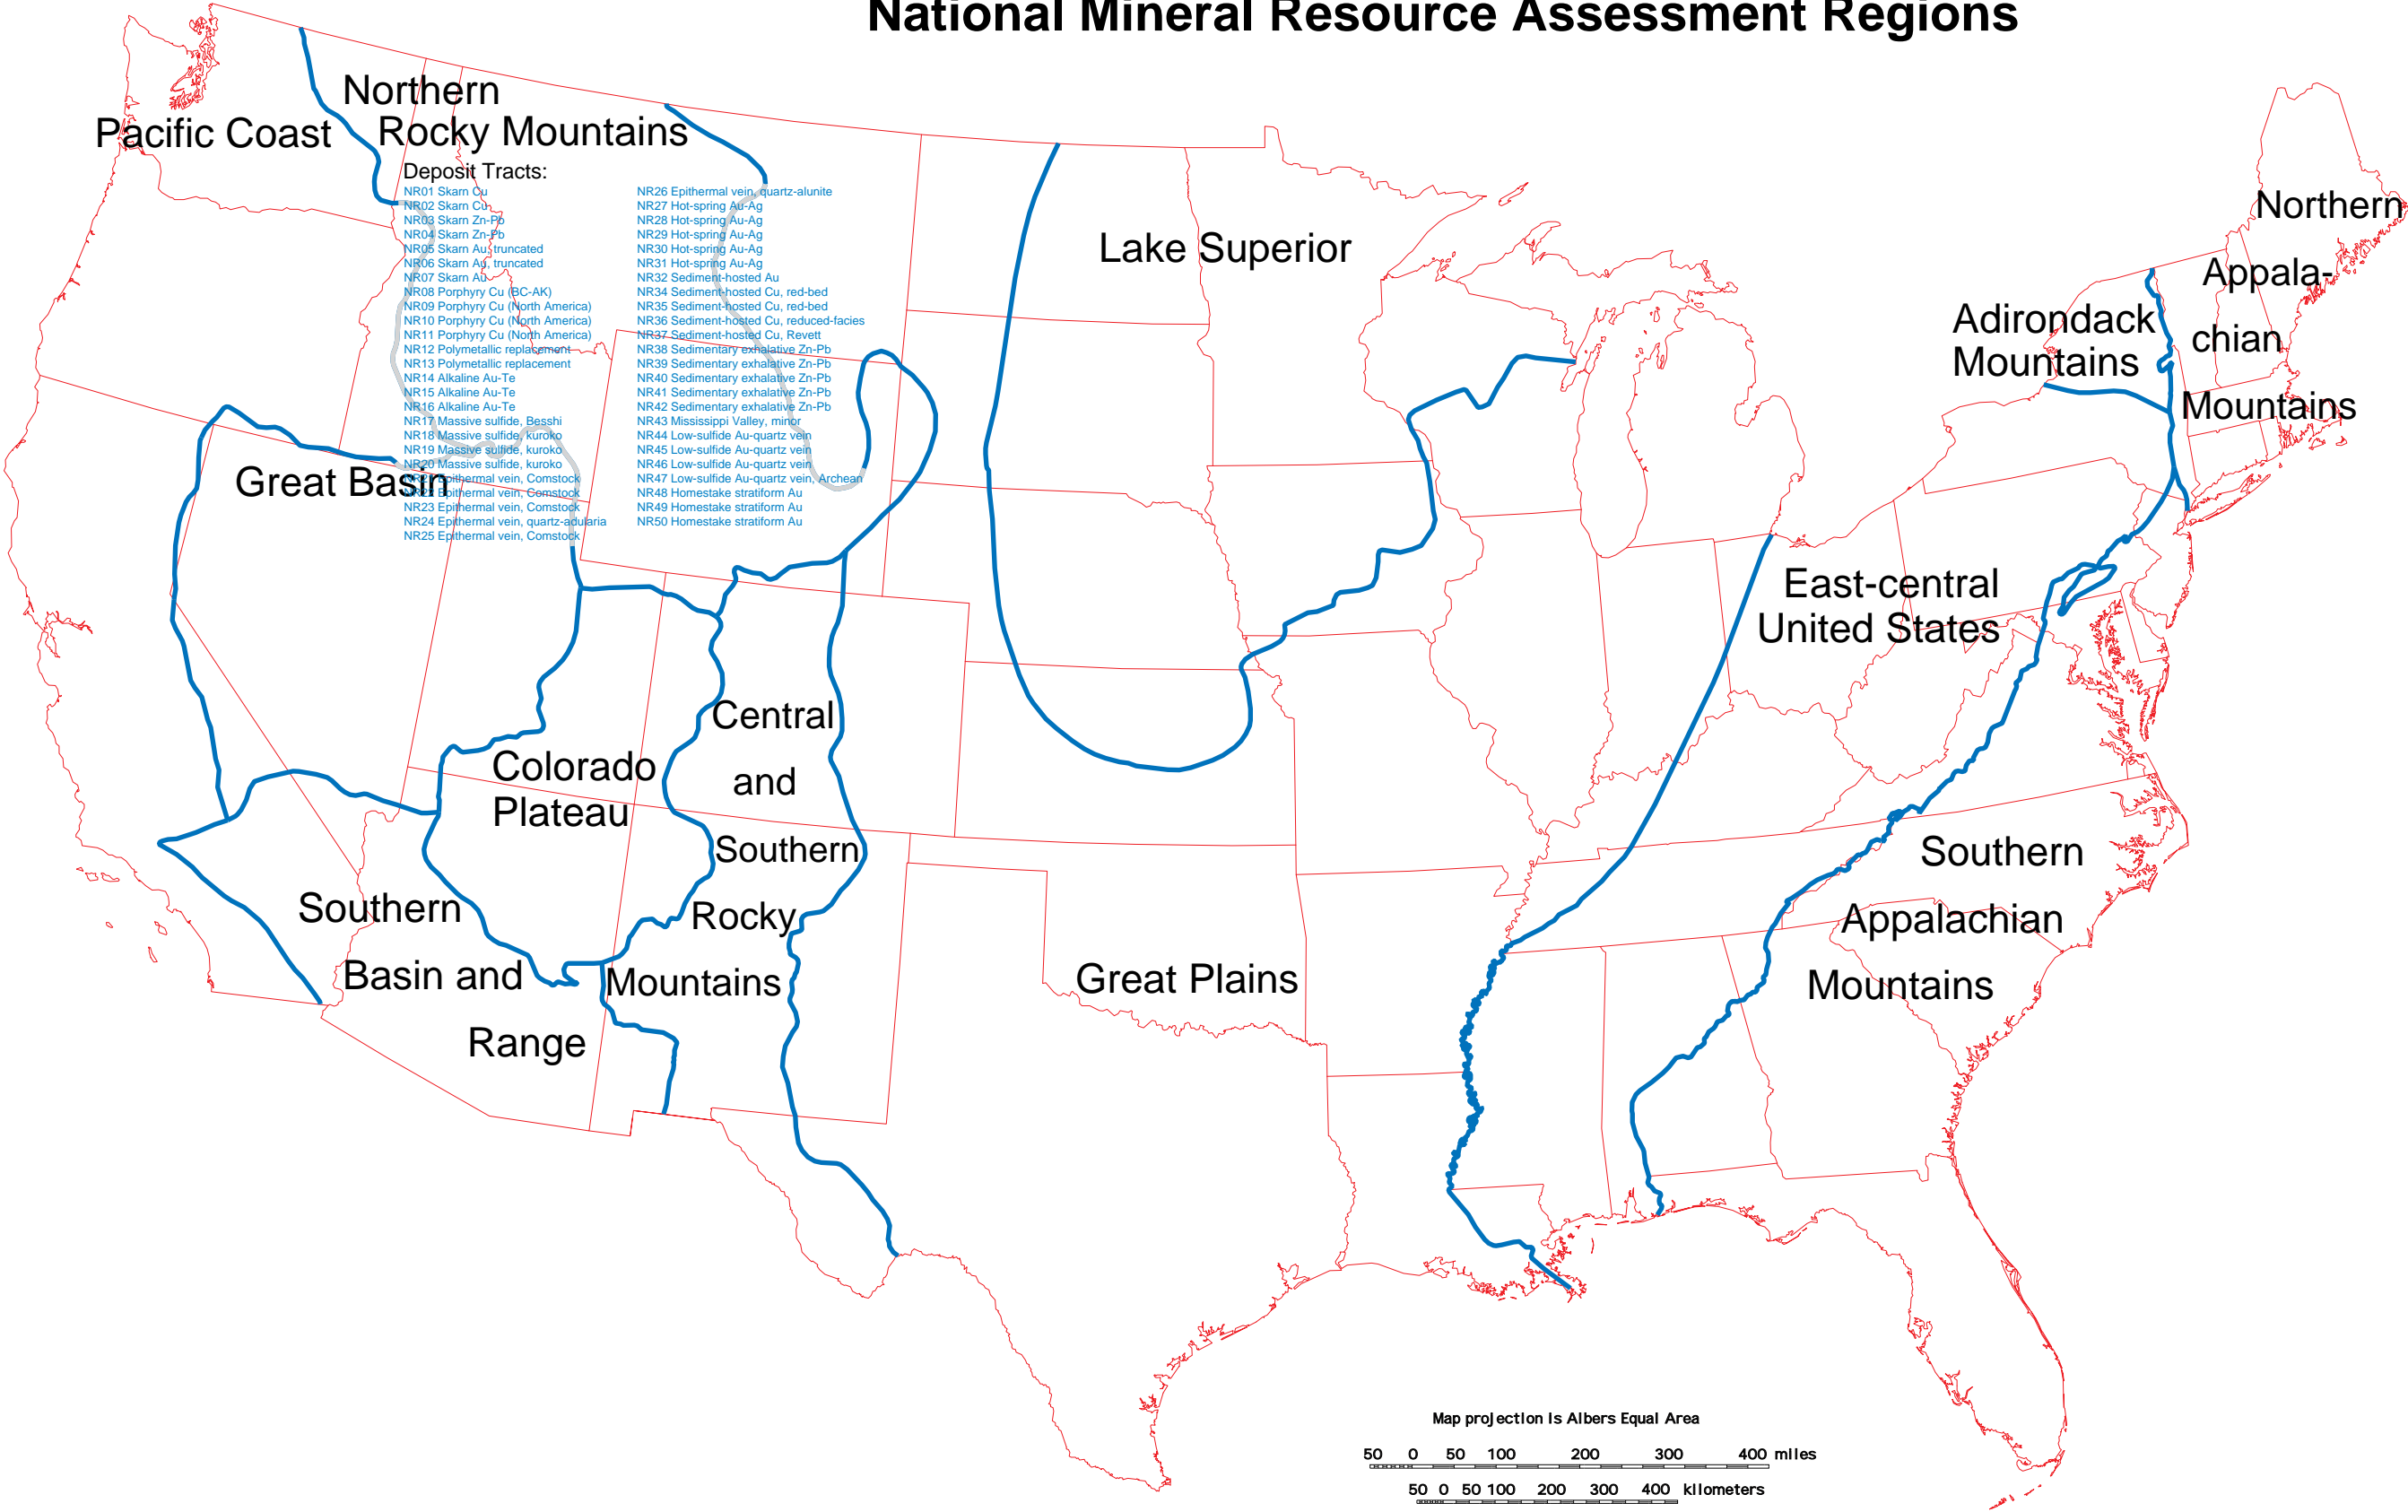 National Mineral Resource Assessment Regions
Northern
Rocky Mountains
Pacific Coast
Deposit Tracts:
NR01 Skarn Cu
NR02 Skarn Cu
NR03 Skarn Zn-Pb
NR04 Skarn Zn-Pb
NR05 Skarn Au, truncated
NR06 Skarn Au, truncated
NR07 Skarn Au
NR08 Porphyry Cu (BC-AK)
NR09 Porphyry Cu (North America)
NR10 Porphyry Cu (North America)
NR11 Porphyry Cu (North America)
NR12 Polymetallic replacement
NR13 Polymetallic replacement
NR14 Alkaline Au-Te
NR15 Alkaline Au-Te
NR16 Alkaline Au-Te
NR17 Massive sulfide, Besshi
NR18 Massive sulfide, kuroko
NR19 Massive sulfide, kuroko
NR20 Massive sulfide, kuroko
NR21 Epithermal vein, Comstock
NR22 Epithermal vein, Comstock
NR23 Epithermal vein, Comstock
NR24 Epithermal vein, quartz-adularia
NR25 Epithermal vein, Comstock
NR26 Epithermal vein, quartz-alunite
NR27 Hot-spring Au-Ag
NR28 Hot-spring Au-Ag
NR29 Hot-spring Au-Ag
NR30 Hot-spring Au-Ag
NR31 Hot-spring Au-Ag
NR32 Sediment-hosted Au
NR34 Sediment-hosted Cu, red-bed
NR35 Sediment-hosted Cu, red-bed
NR36 Sediment-hosted Cu, reduced-facies
NR37 Sediment-hosted Cu, Revett
NR38 Sedimentary exhalative Zn-Pb
NR39 Sedimentary exhalative Zn-Pb
NR40 Sedimentary exhalative Zn-Pb
NR41 Sedimentary exhalative Zn-Pb
NR42 Sedimentary exhalative Zn-Pb
NR43 Mississippi Valley, minor
NR44 Low-sulfide Au-quartz vein
NR45 Low-sulfide Au-quartz vein
NR46 Low-sulfide Au-quartz vein
NR47 Low-sulfide Au-quartz vein, Archean
NR48 Homestake stratiform Au
NR49 Homestake stratiform Au
NR50 Homestake stratiform Au
Great Basin
Lake Superior
Northern
Appala-
chian
Mountains
Adirondack
Mountains
East-central
United States
Colorado
Plateau
Central
and
Southern
Rocky
Mountains
Southern
Basin and
Range
Great Plains
Southern
Appalachian
Mountains
Map projection is Albers Equal Area
50 0 50 100 200 300 400 miles
50 0 50 100 200 300 400 kilometers